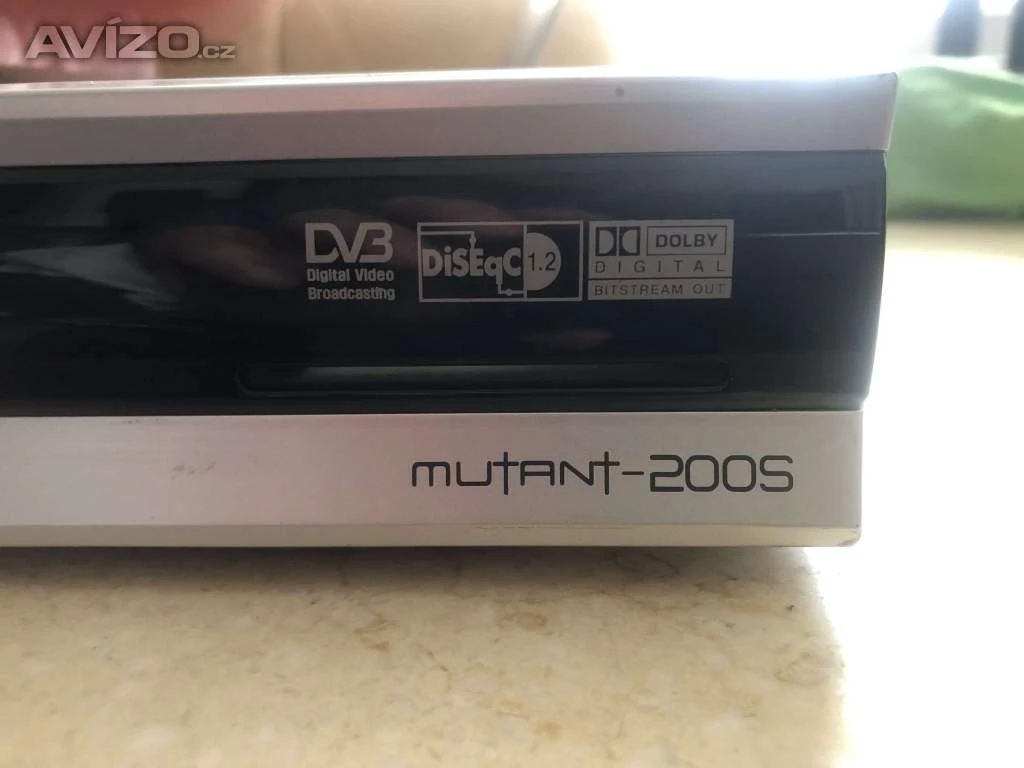 AVÍZO.cz
DVB
Digital Video
Broadcasting
DiSEqC 1.2
DOLBY
DIGITAL
BITSTREAM OUT
mutant-200S